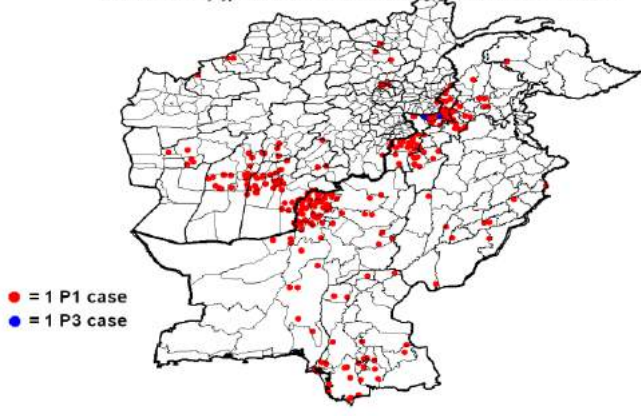 = 1 P1 case
= 1 P3 case